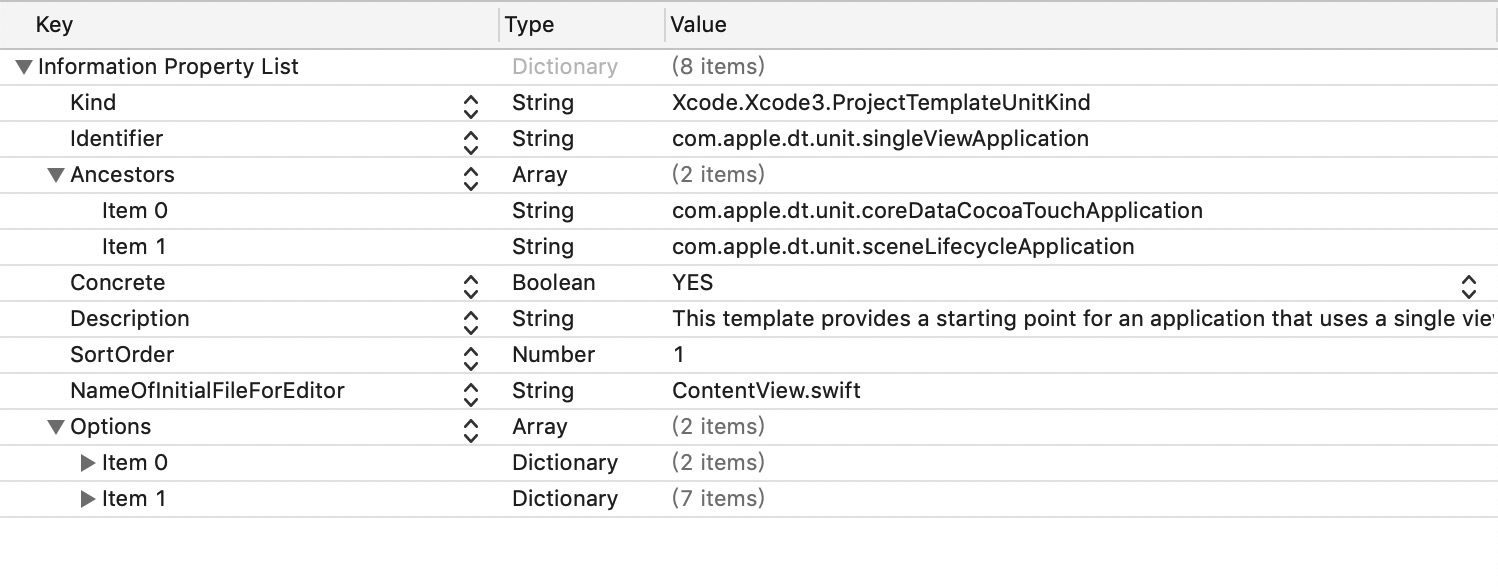 Key Type Value
Information Property List Dictionary (8 items)
Kind String Xcode.Xcode3.ProjectTemplateUnitKind
Identifier String com.apple.dt.unit.singleViewApplication
Ancestors Array (2 items)
Item 0 String com.apple.dt.unit.coreDataCocoaTouchApplication
Item 1 String com.apple.dt.unit.sceneLifecycleApplication
Concrete Boolean YES
Description String This template provides a starting point for an application that uses a single
SortOrder Number 1
NameOfInitialFileForEditor String ContentView.swift
Options Array (2 items)
Item 0 Dictionary (2 items)
Item 1 Dictionary (7 items)